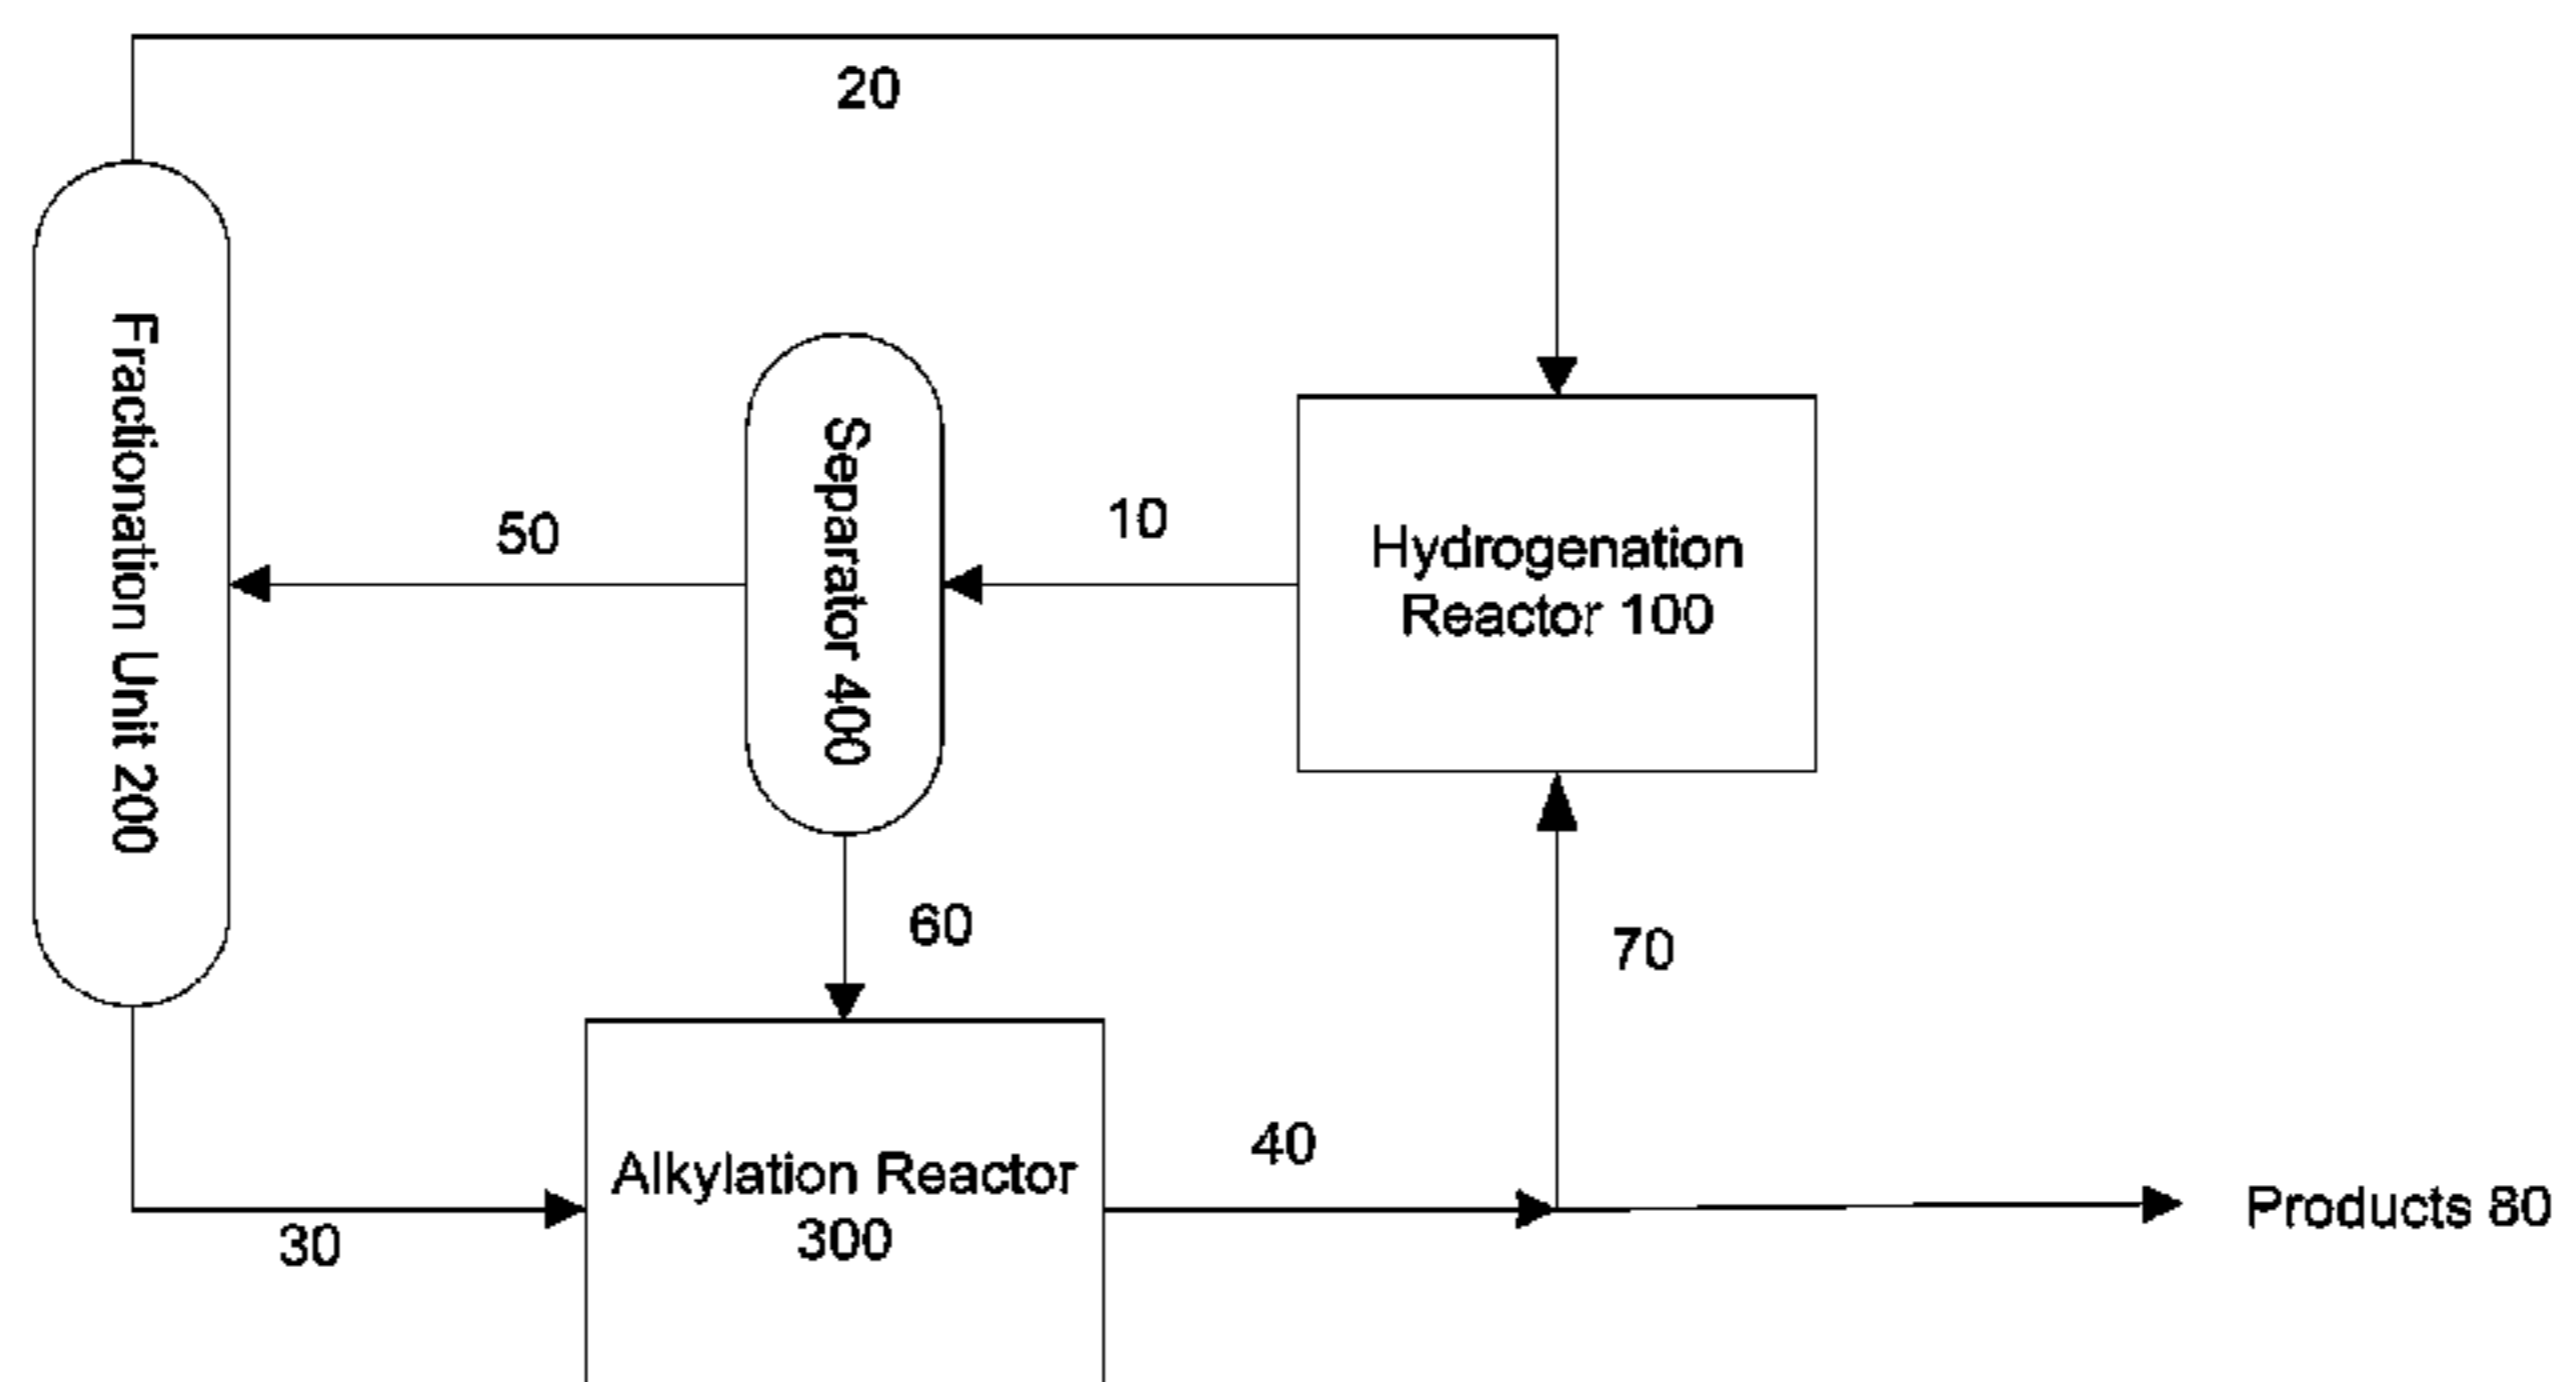 20
Fractionation Unit 200
Separator 400
50
10
Hydrogenation
Reactor 100
60
70
40
Alkylation Reactor
300
30
Products 80